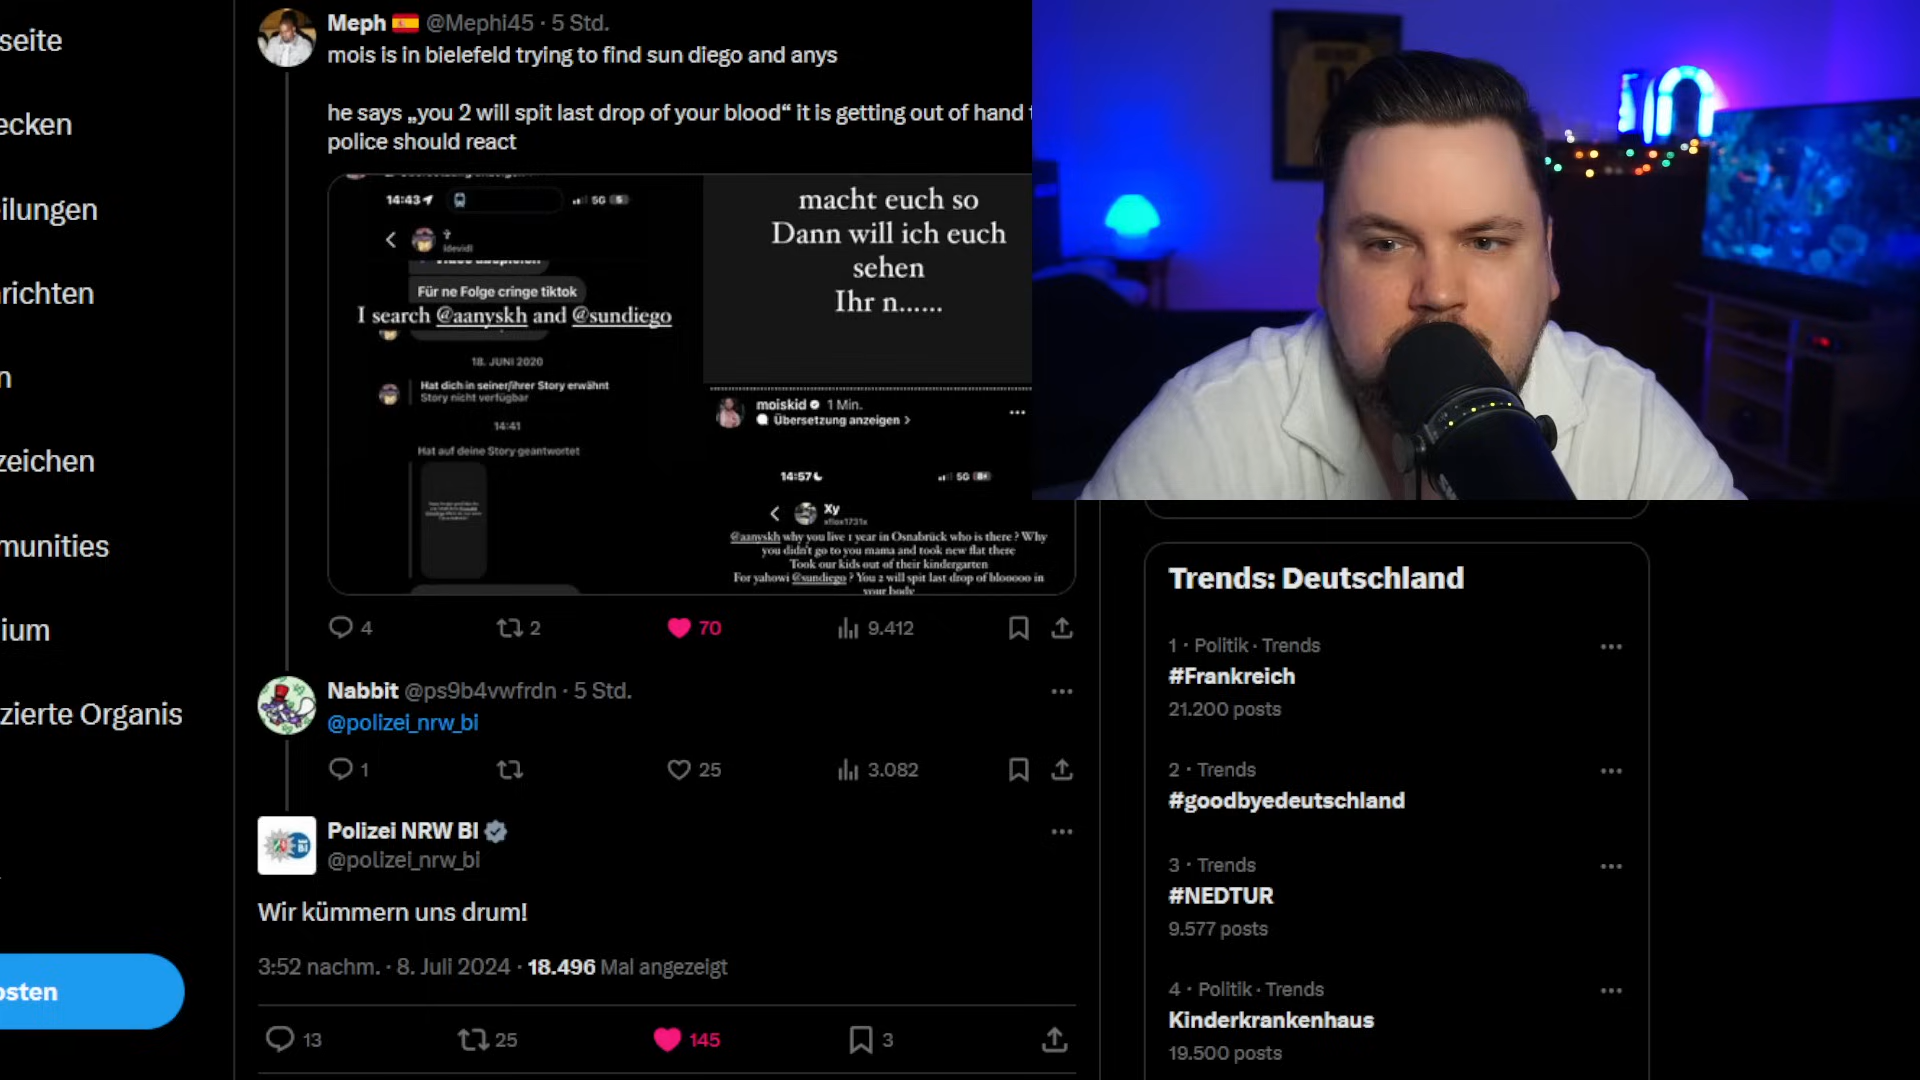 seite
ecken
eilungen
richten
n
zeichen
munities
ium
zierte Organis
osten
Meph @Mephi45 · 5 Std.
mois is in bielefeld trying to find sun diego and anys
he says „you 2 will spit last drop of your blood“ it is getting out of hand
police should react
14:43
5G
Für ne Folge cringe tiktok
I search @aanyskh and @sundiego
18. JUNI 2020
Hat dich in seiner/ihrer Story erwähnt
Story nicht verfügbar
14:41
Hat auf deine Story geantwortet
macht euch so
Dann will ich euch
sehen
Ihr n......
moiskid 1 Min.
Übersetzung anzeigen >
14:57
5G
Xy
@aanyskh why you live 1 year in Osnabrück who is there ? Why
you didn't go to you mama and took new flat there
Took our kids out of their kindergarten
For yahowi @sundiego ? You 2 will spit last drop of blooooo in
your body
4
2
70
9.412
Nabbit @ps9b4vwfrdn · 5 Std.
@polizei_nrw_bi
1
25
3.082
Polizei NRW BI
@polizei_nrw_bi
Wir kümmern uns drum!
3:52 nachm. · 8. Juli 2024 · 18.496 Mal angezeigt
13
25
145
3
Trends: Deutschland
1 · Politik · Trends
#Frankreich
21.200 posts
2 · Trends
#goodbyedeutschland
3 · Trends
#NEDTUR
9.577 posts
4 · Politik · Trends
Kinderkrankenhaus
19.500 posts